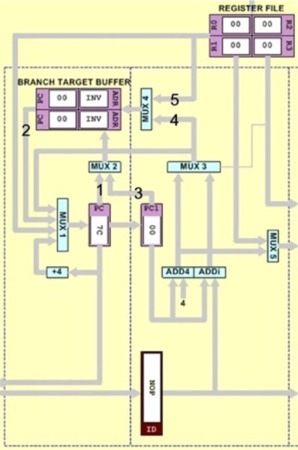 REGISTER FILE
R0 00 00 R2
R1 00 00 R3
BRANCH TARGET BUFFER
PC 00 INV ADR
PC 00 INV ADR
MUX 4
5
4
2
MUX 2
MUX 3
1
3
PC
7C
PC1
00
MUX 1
MUX 5
+4
ADD4 ADDi
4
NOP
ID